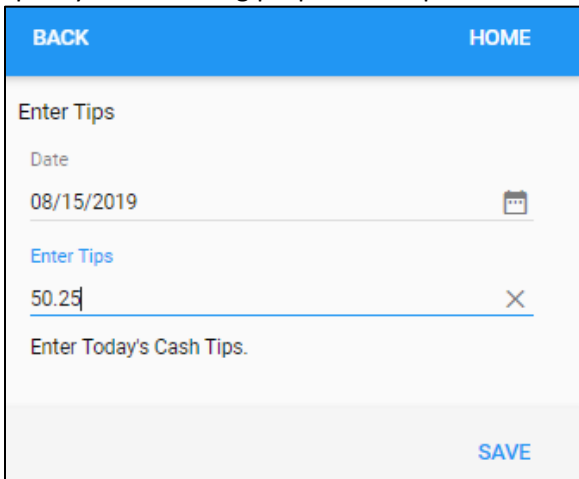 BACK HOME
Enter Tips
Date
08/15/2019
Enter Tips
50.25
Enter Today's Cash Tips.
SAVE